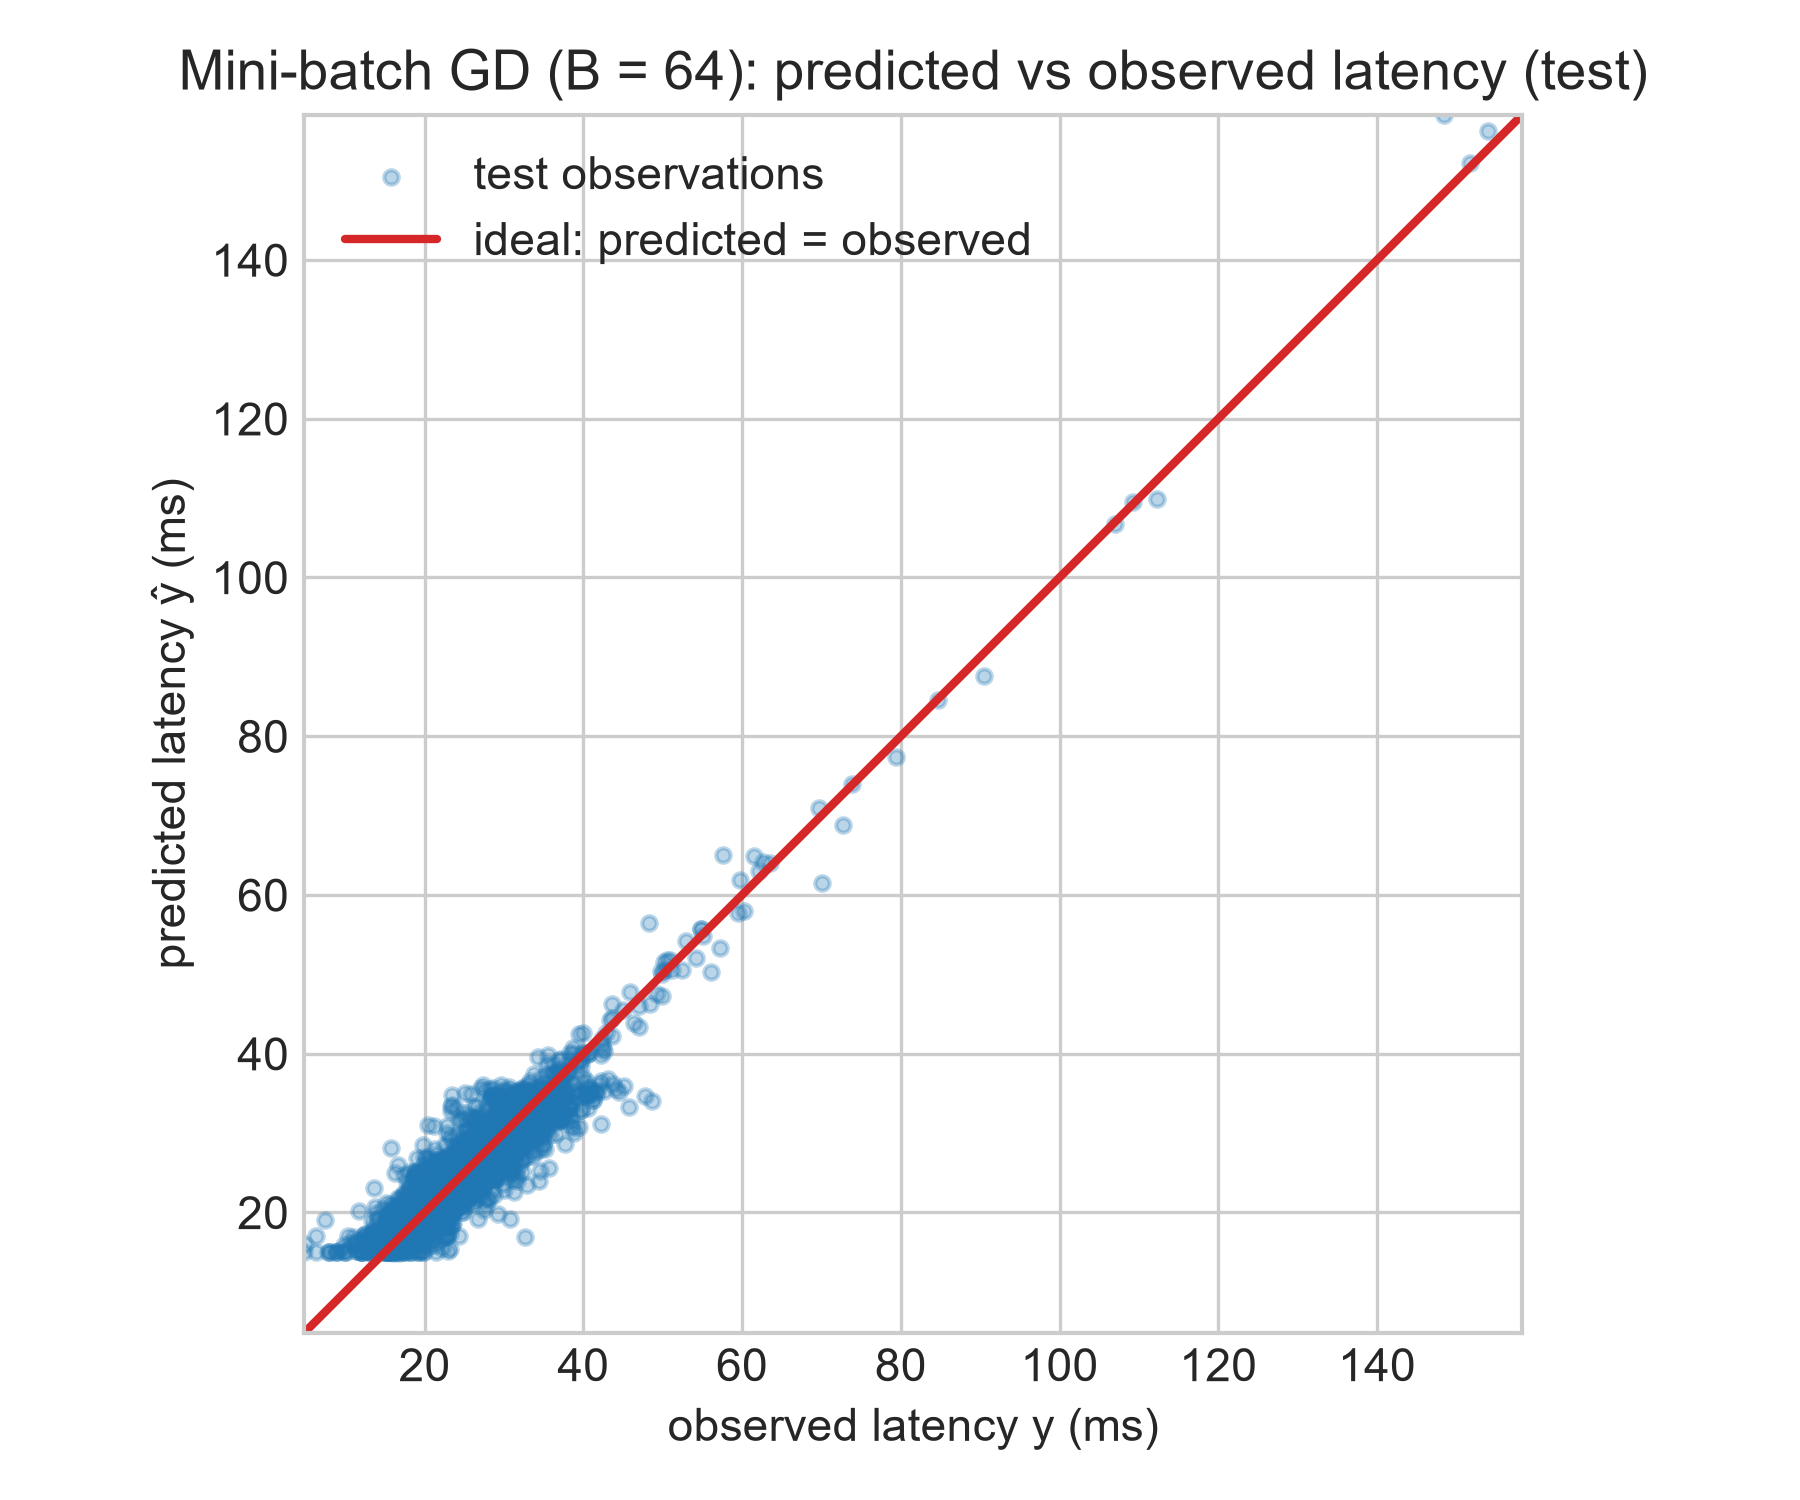 Mini-batch GD (B = 64): predicted vs observed latency (test)
test observations
ideal: predicted = observed
predicted latency ŷ (ms)
140
120
100
80
60
40
20
20 40 60 80 100 120 140
observed latency y (ms)